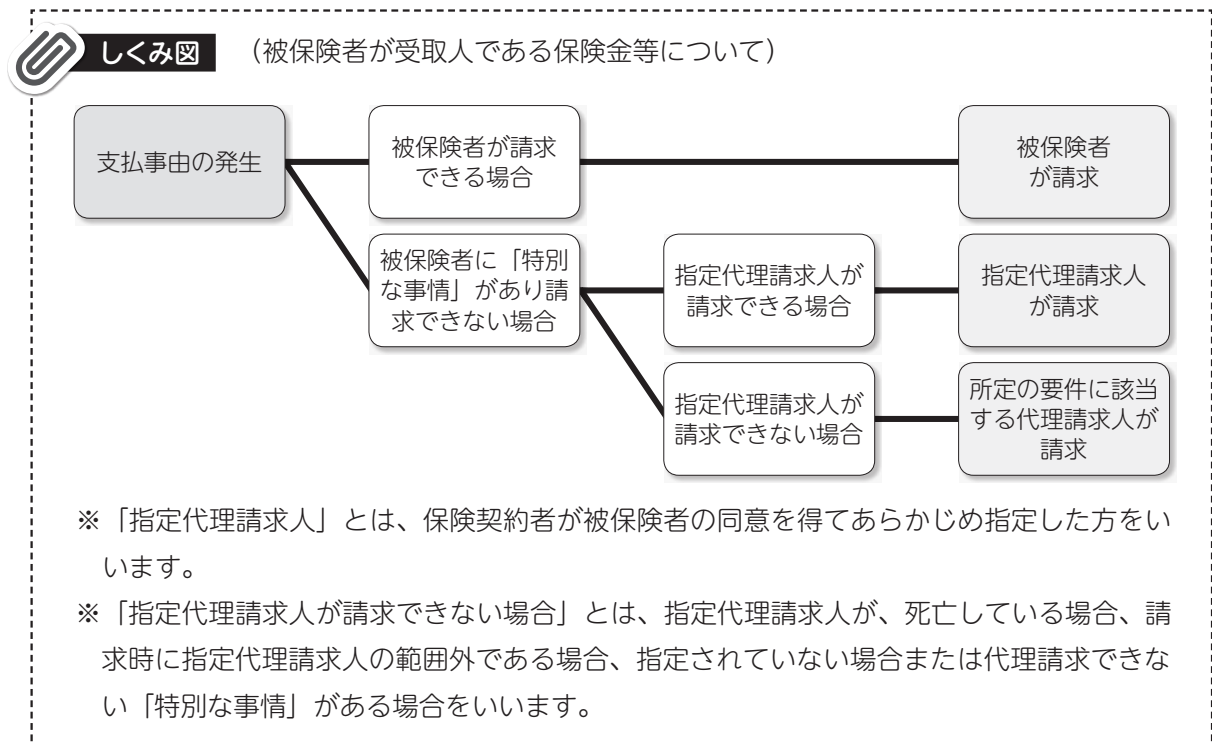 しくみ図 （被保険者が受取人である保険金等について）
支払事由の発生
被保険者が請求
できる場合
被保険者
が請求
被保険者に「特別
な事情」があり請
求できない場合
指定代理請求人が
請求できる場合
指定代理請求人
が請求
指定代理請求人が
請求できない場合
所定の要件に該当
する代理請求人が
請求
※「指定代理請求人」とは、保険契約者が被保険者の同意を得てあらかじめ指定した方をい
います。
※「指定代理請求人が請求できない場合」とは、指定代理請求人が、死亡している場合、請
求時に指定代理請求人の範囲外である場合、指定されていない場合または代理請求できな
い「特別な事情」がある場合をいいます。